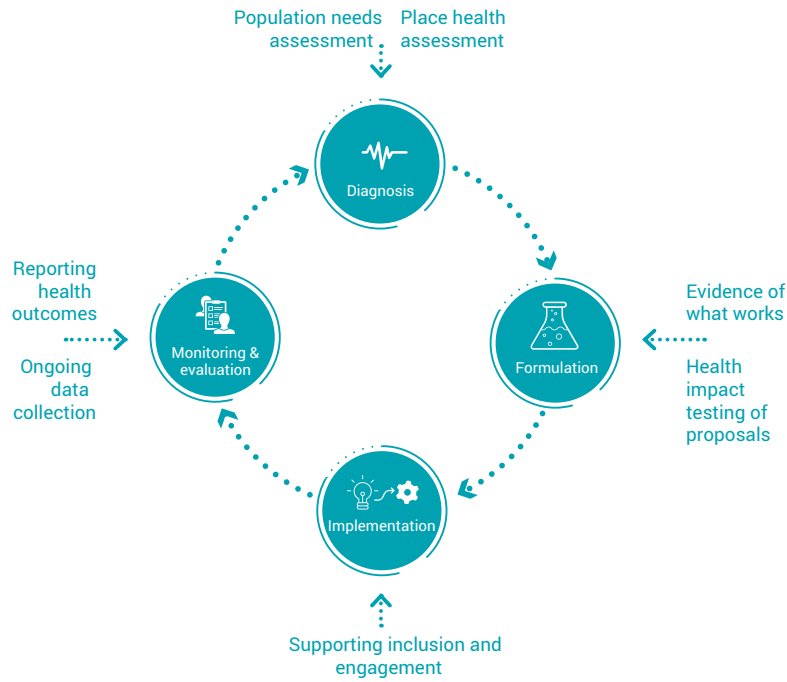 Population needs
assessment
Place health
assessment
Diagnosis
Reporting
health
outcomes
Ongoing
data
collection
Monitoring &
evaluation
Formulation
Evidence of
what works
Health
impact
testing of
proposals
Implementation
Supporting inclusion and
engagement